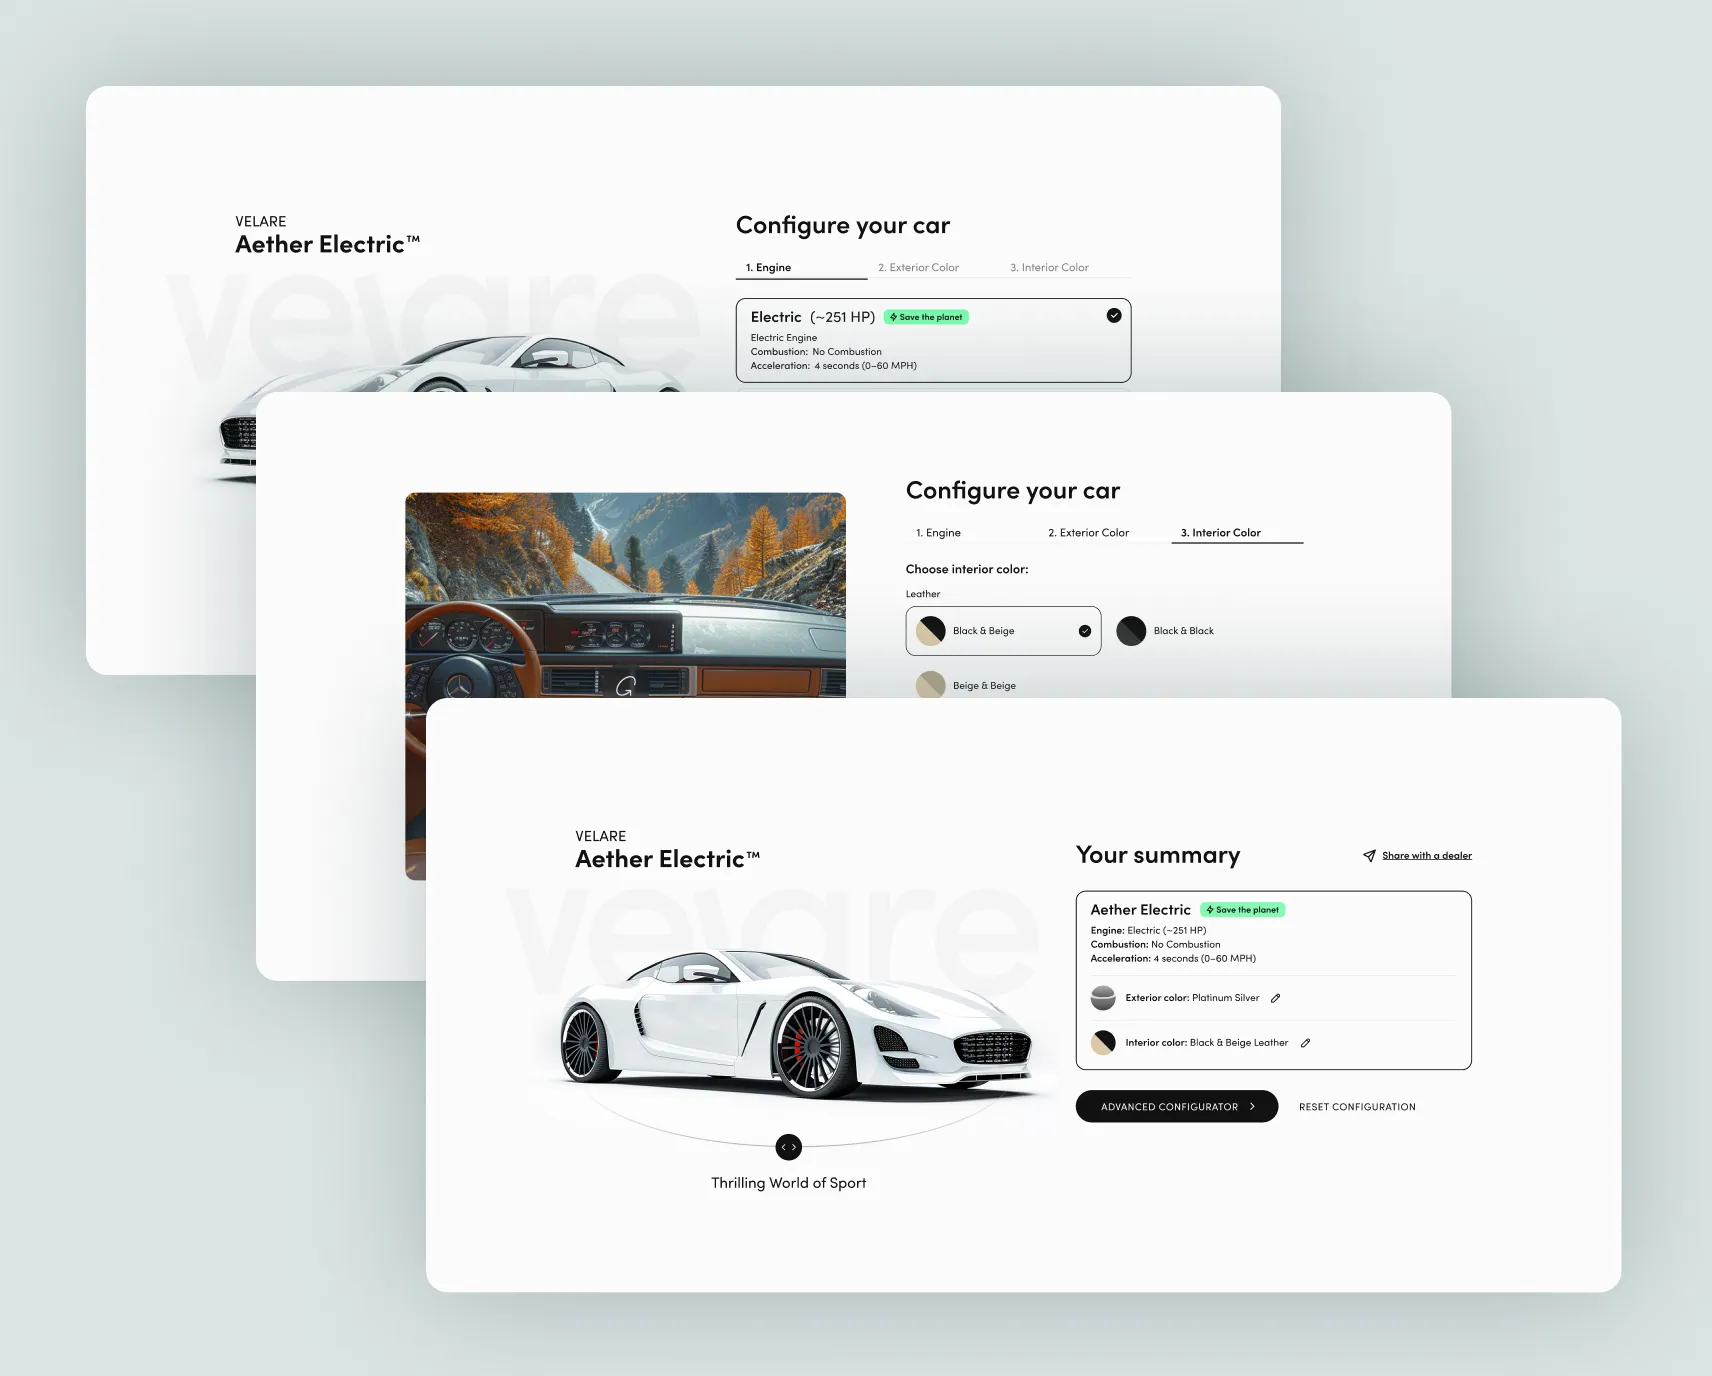 VELARE
Aether Electric™
velare
Configure your car
1. Engine
2. Exterior Color
3. Interior Color
Electric (~251 HP) Save the planet
Electric Engine
Combustion: No Combustion
Acceleration: 4 seconds (0–60 MPH)
Configure your car
1. Engine
2. Exterior Color
3. Interior Color
Choose interior color:
Leather
Black & Beige
Black & Black
Beige & Beige
VELARE
Aether Electric™
velare
Thrilling World of Sport
Your summary
Share with a dealer
Aether Electric Save the planet
Engine: Electric (~251 HP)
Combustion: No Combustion
Acceleration: 4 seconds (0–60 MPH)
Exterior color: Platinum Silver
Interior color: Black & Beige Leather
ADVANCED CONFIGURATOR
RESET CONFIGURATION